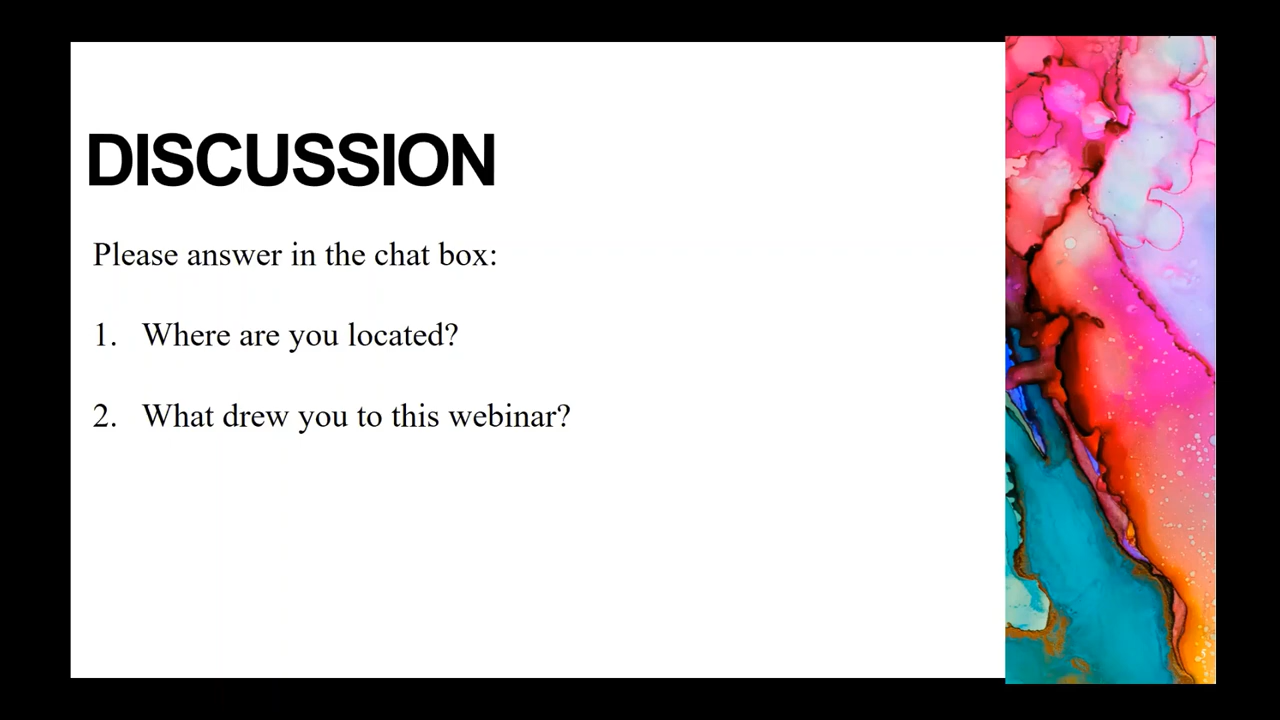 DISCUSSION
Please answer in the chat box:
1. Where are you located?
2. What drew you to this webinar?